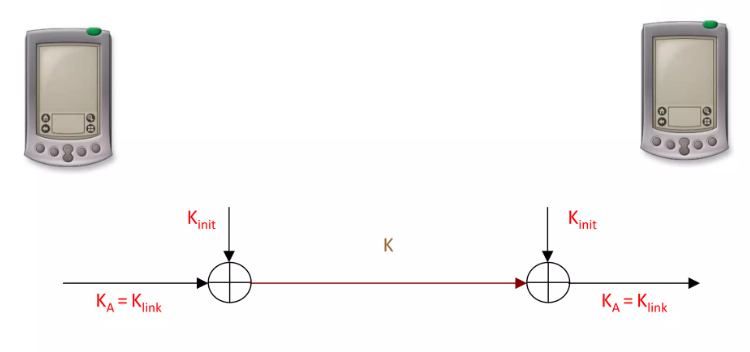 K_init
K_init
K
K_A = K_link
K_A = K_link